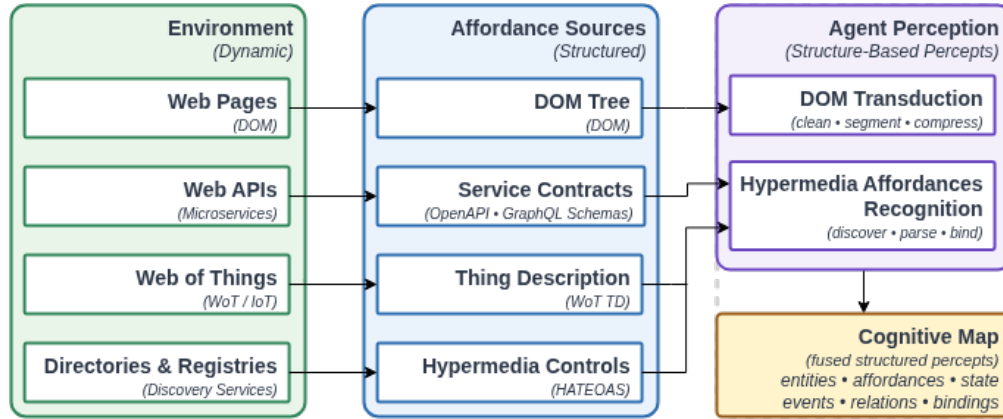 Environment
(Dynamic)
Web Pages
(DOM)
Web APIs
(Microservices)
Web of Things
(WoT / IoT)
Directories & Registries
(Discovery Services)
Affordance Sources
(Structured)
DOM Tree
(DOM)
Service Contracts
(OpenAPI • GraphQL Schemas)
Thing Description
(WoT TD)
Hypermedia Controls
(HATEOAS)
Agent Perception
(Structure-Based Percepts)
DOM Transduction
(clean • segment • compress)
Hypermedia Affordances
Recognition
(discover • parse • bind)
Cognitive Map
(fused structured percepts)
entities • affordances • state
events • relations • bindings